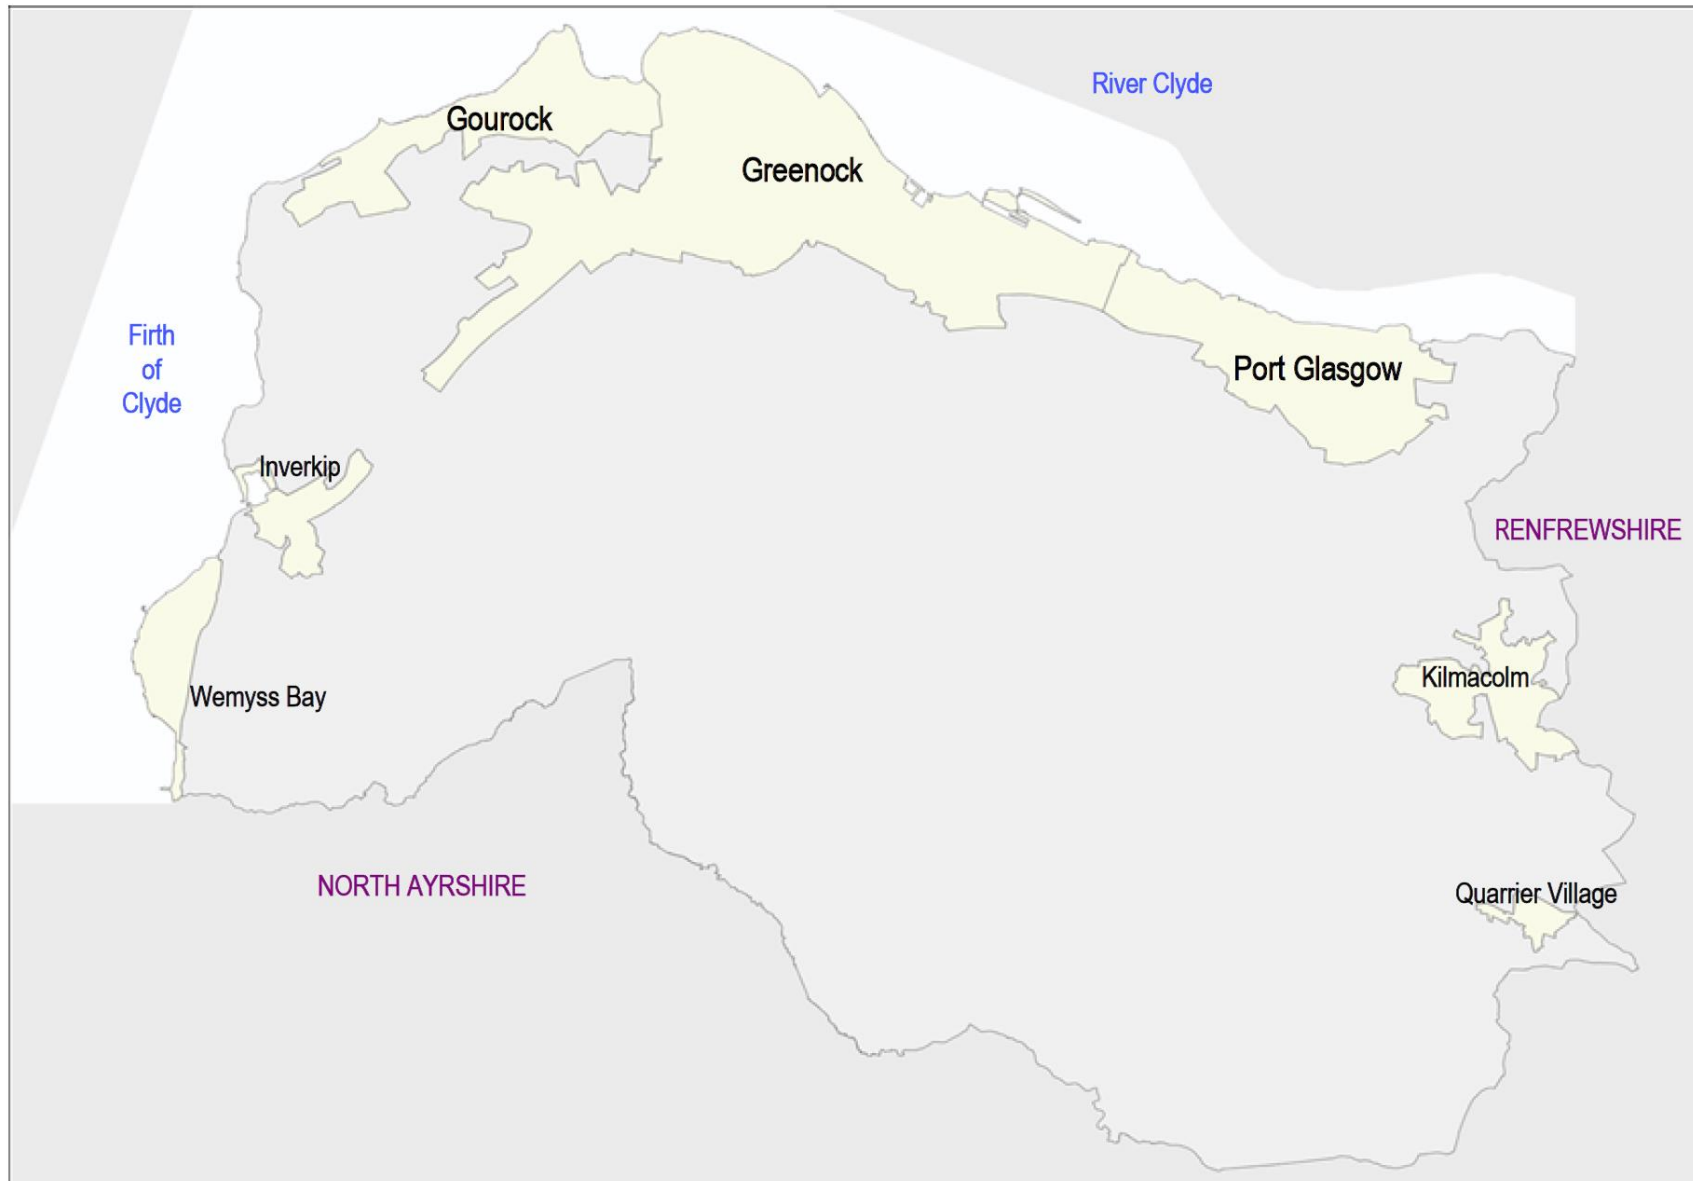 River Clyde
Gourock
Greenock
Firth
of
Clyde
Port Glasgow
Inverkip
RENFREWSHIRE
Kilmacolm
Wemyss Bay
NORTH AYRSHIRE
Quarrier Village